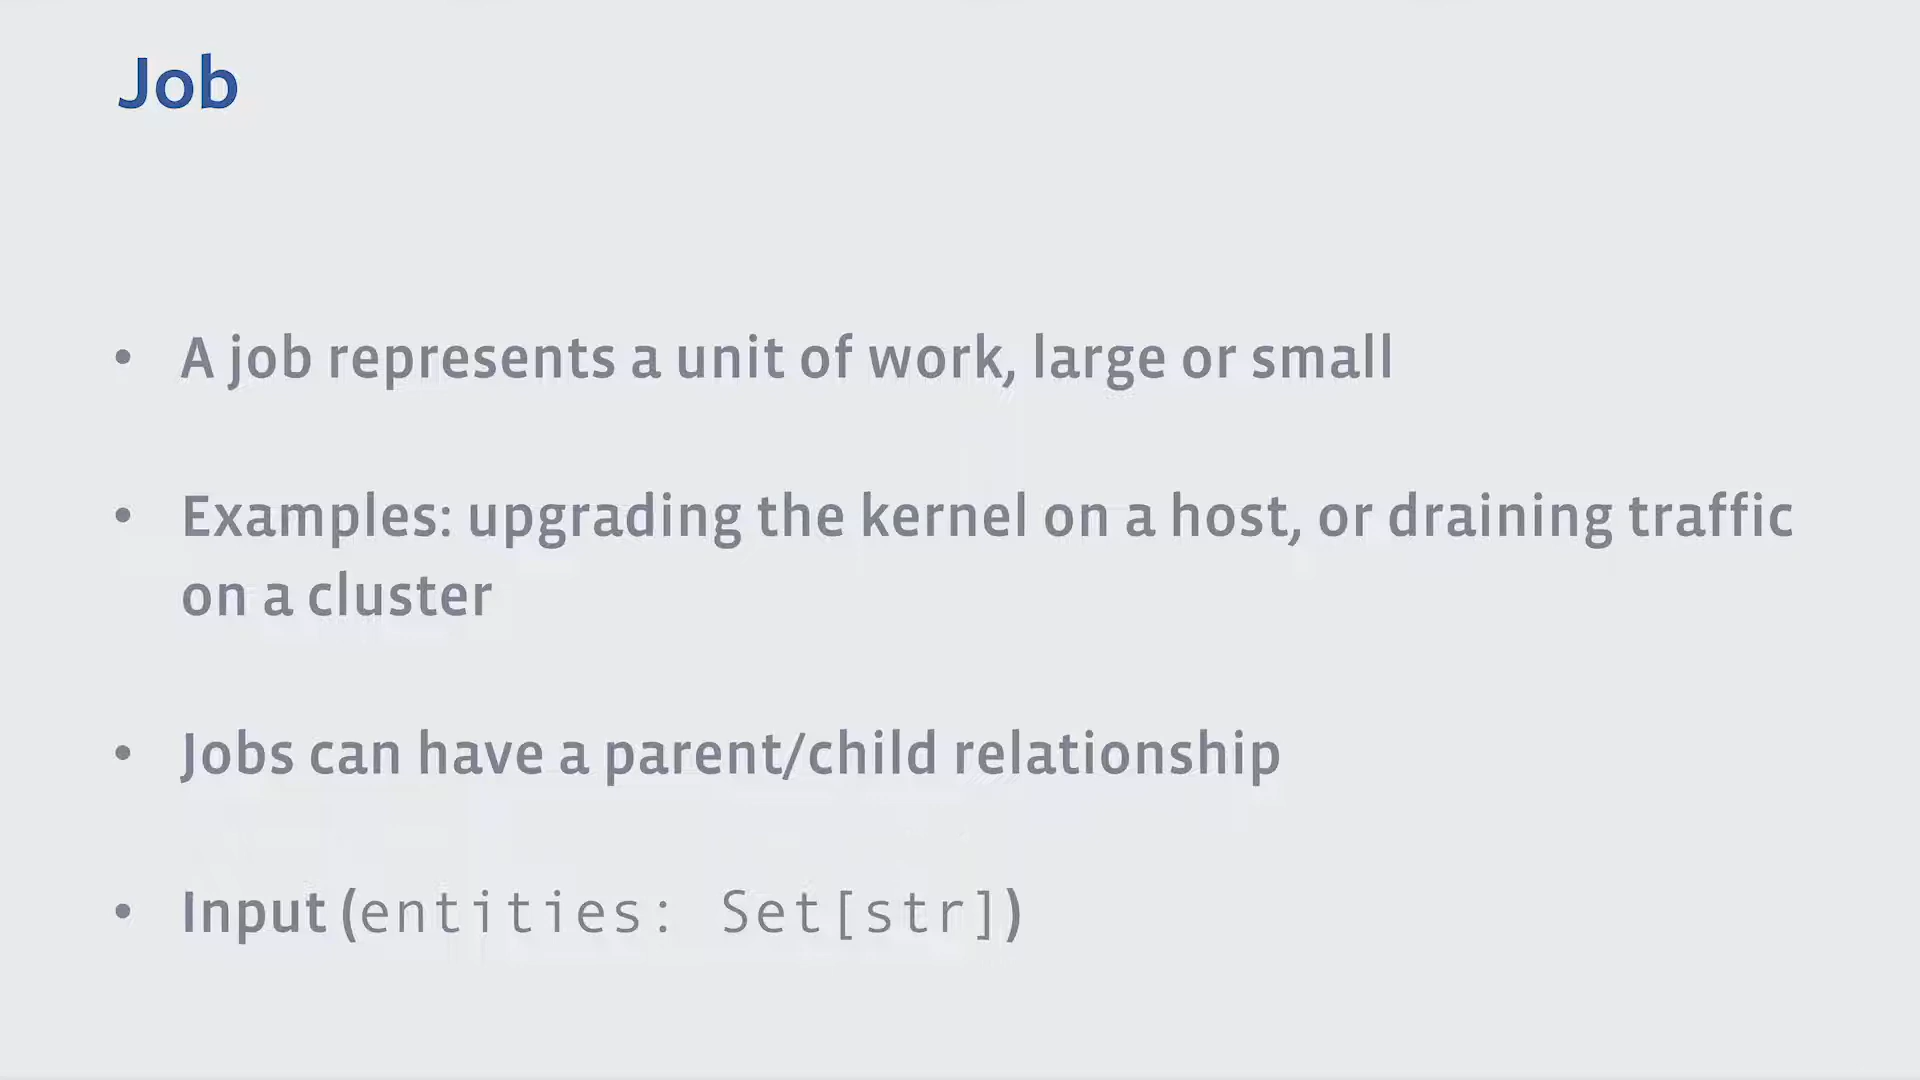 Job
• A job represents a unit of work, large or small
• Examples: upgrading the kernel on a host, or draining traffic
on a cluster
• Jobs can have a parent/child relationship
• Input (entities: Set[str])